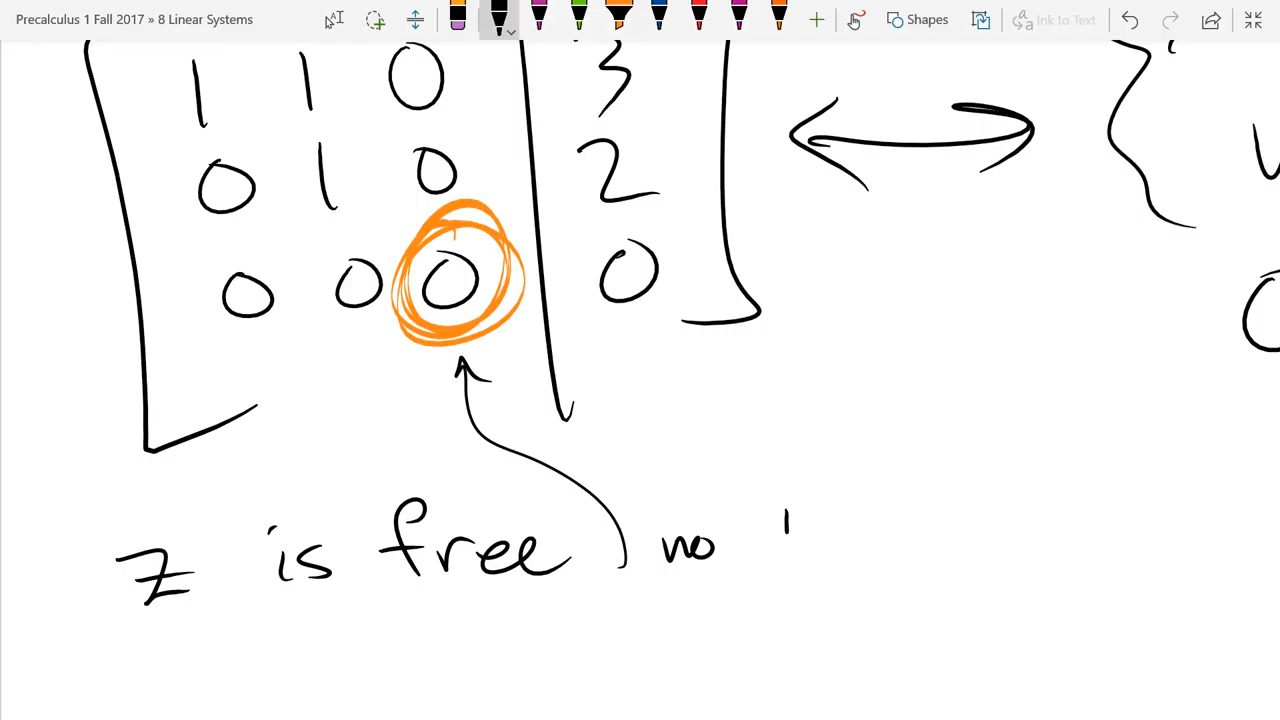 Precalculus 1 Fall 2017 » 8 Linear Systems Shapes Ink to Text
1 1 0 3
0 1 0 2
0 0 0 0
z is free no